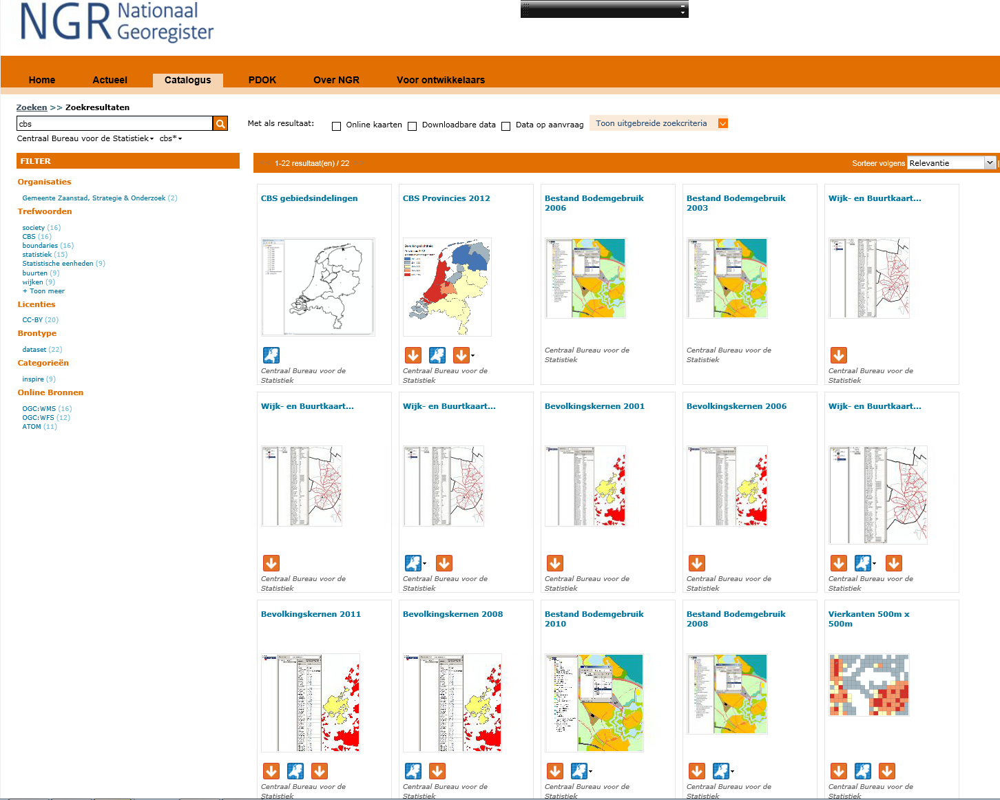 NGR Nationaal
Georegister
Home Actueel Catalogus PDOK Over NGR Voor ontwikkelaars
Zoeken >> Zoekresultaten
cbs
Met als resultaat: Online kaarten Downloadbare data Data op aanvraag Toon uitgebreide zoekcriteria
Centraal Bureau voor de Statistiek cbs*
FILTER
1-22 resultaat(en) / 22
Sorteer volgens Relevantie
Organisaties
Gemeente Zaanstad, Strategie & Onderzoek (2)
Trefwoorden
society (16)
CBS (16)
boundaries (16)
statistiek (15)
Statistische eenheden (9)
buurten (9)
wijken (9)
+ Toon meer
Licenties
CC-BY (20)
Brontype
dataset (22)
Categorieën
inspire (9)
Online Bronnen
OGC:WMS (16)
OGC:WFS (12)
ATOM (11)
CBS gebiedsindelingen
Centraal Bureau voor de
Statistiek
CBS Provincies 2012
Centraal Bureau voor de
Statistiek
Bestand Bodemgebruik
2006
Centraal Bureau voor de
Statistiek
Bestand Bodemgebruik
2003
Centraal Bureau voor de
Statistiek
Wijk- en Buurtkaart...
Centraal Bureau voor de
Statistiek
Wijk- en Buurtkaart...
Centraal Bureau voor de
Statistiek
Wijk- en Buurtkaart...
Centraal Bureau voor de
Statistiek
Bevolkingskernen 2001
Centraal Bureau voor de
Statistiek
Bevolkingskernen 2006
Centraal Bureau voor de
Statistiek
Wijk- en Buurtkaart...
Centraal Bureau voor de
Statistiek
Bevolkingskernen 2011
Centraal Bureau voor de
Statistiek
Bevolkingskernen 2008
Centraal Bureau voor de
Statistiek
Bestand Bodemgebruik
2010
Centraal Bureau voor de
Statistiek
Bestand Bodemgebruik
2008
Centraal Bureau voor de
Statistiek
Vierkanten 500m x
500m
Centraal Bureau voor de
Statistiek